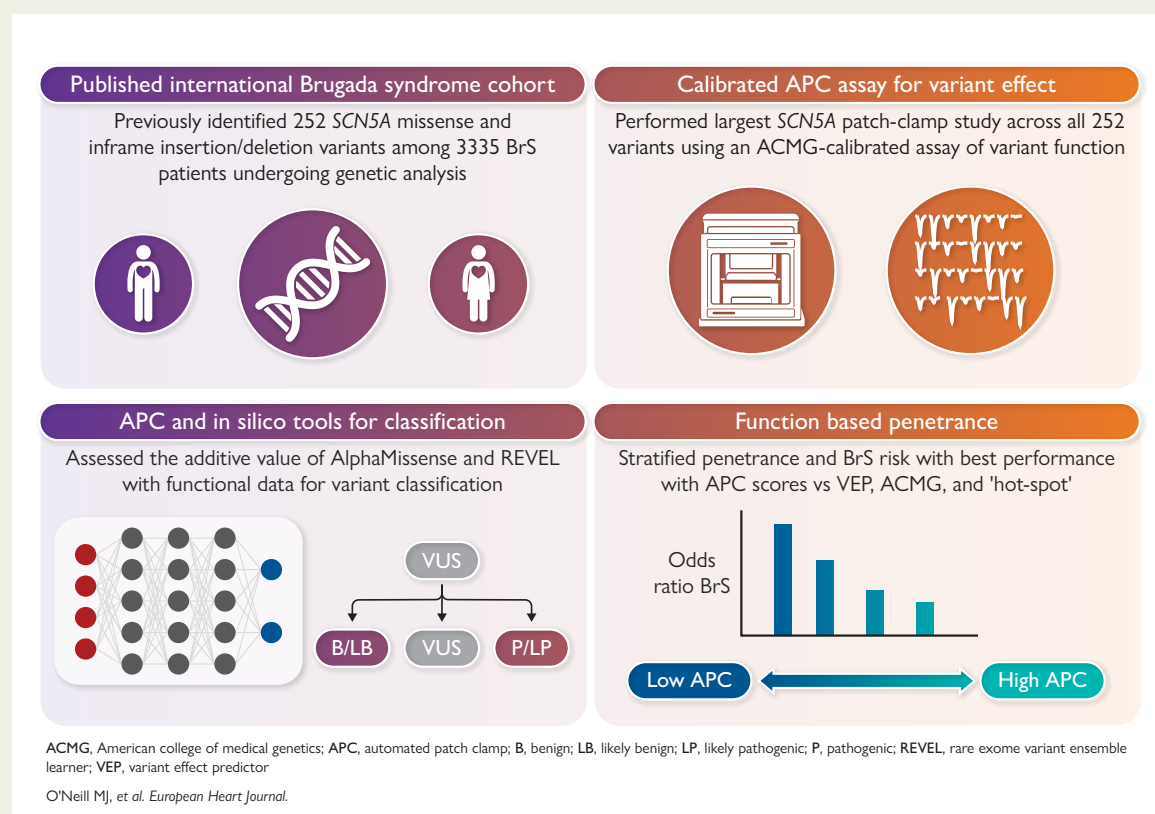 Published international Brugada syndrome cohort
Previously identified 252 SCN5A missense and
inframe insertion/deletion variants among 3335 BrS
patients undergoing genetic analysis
Calibrated APC assay for variant effect
Performed largest SCN5A patch-clamp study across all 252
variants using an ACMG-calibrated assay of variant function
APC and in silico tools for classification
Assessed the additive value of AlphaMissense and REVEL
with functional data for variant classification
VUS
B/LB
VUS
P/LP
Function based penetrance
Stratified penetrance and BrS risk with best performance
with APC scores vs VEP, ACMG, and 'hot-spot'
Odds
ratio BrS
Low APC
High APC
ACMG, American college of medical genetics; APC, automated patch clamp; B, benign; LB, likely benign; LP, likely pathogenic; P, pathogenic; REVEL, rare exome variant ensemble
learner; VEP, variant effect predictor
O'Neill MJ, et al. European Heart Journal.